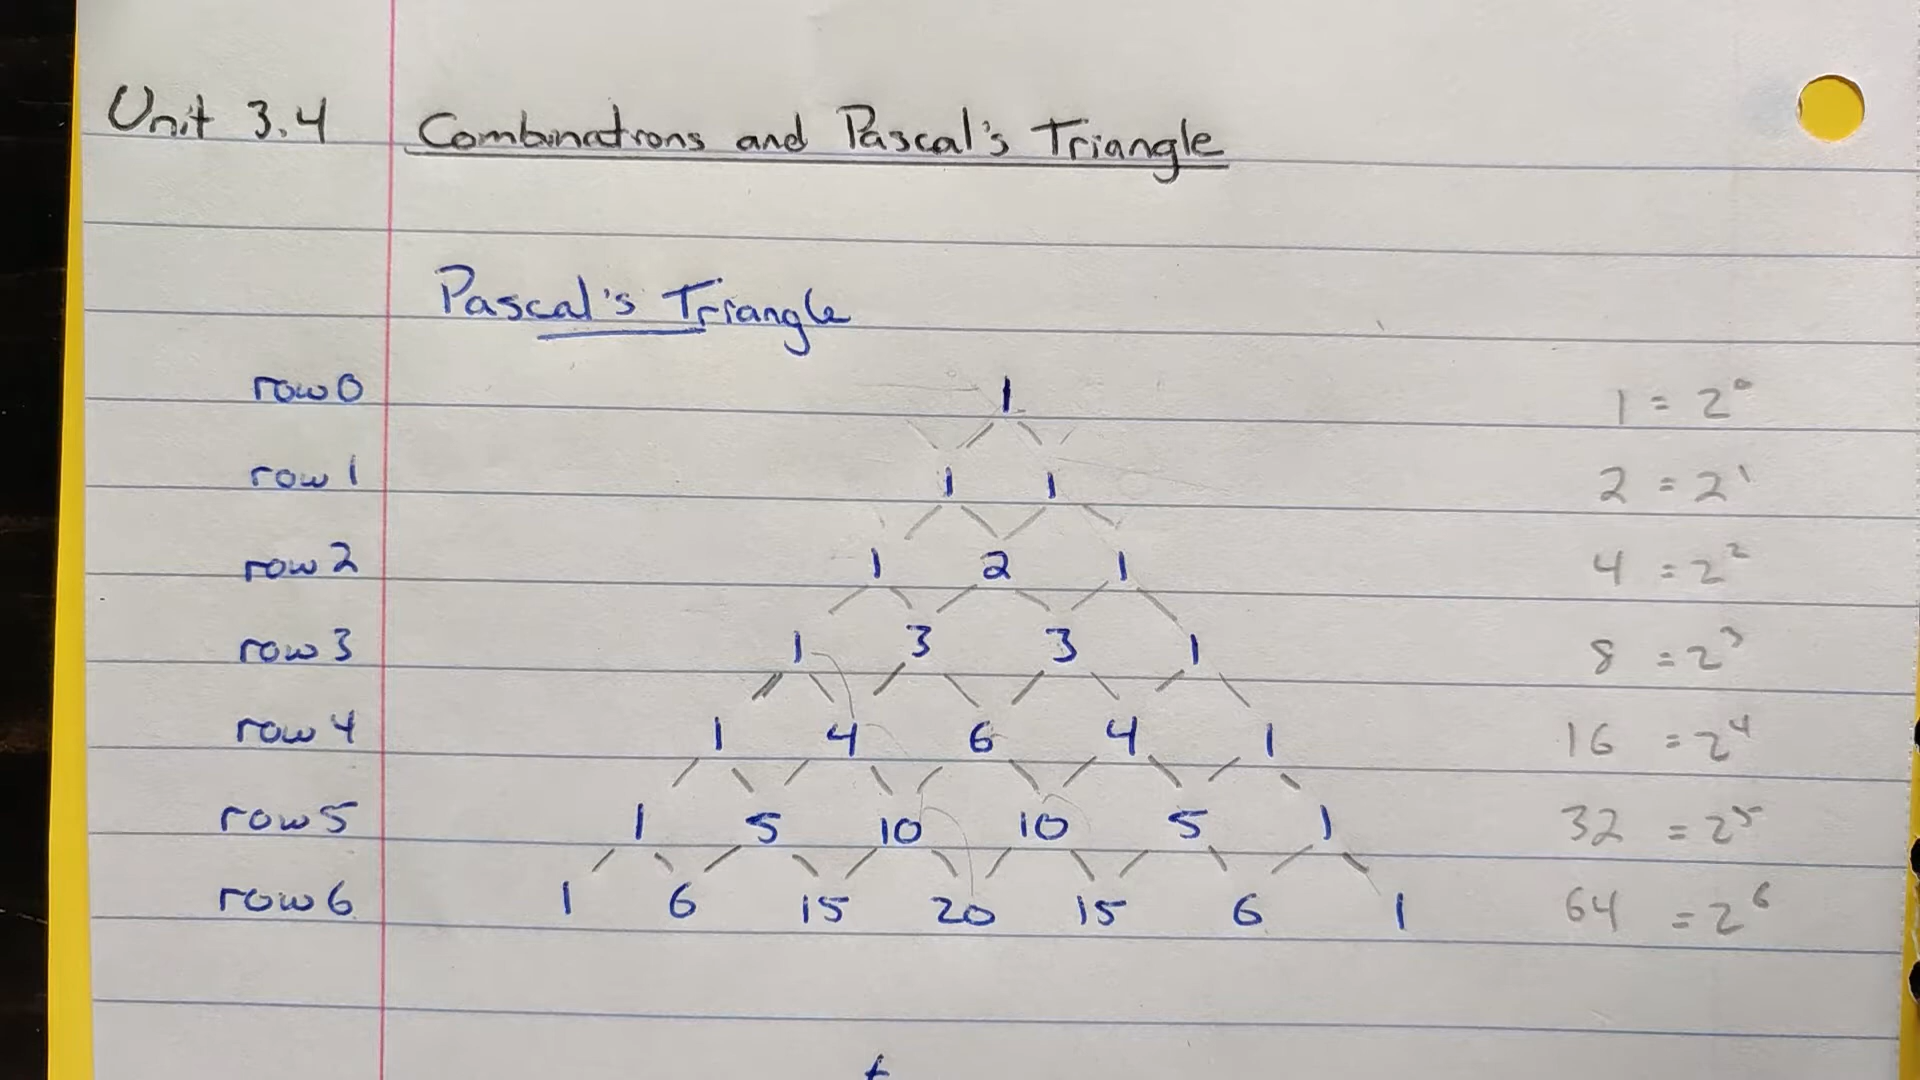 Unit 3.4 Combinations and Pascal's Triangle
Pascal's Triangle
row 0 1 1 = 2⁰
row 1 1 1 2 = 2¹
row 2 1 2 1 4 = 2²
row 3 1 3 3 1 8 = 2³
row 4 1 4 6 4 1 16 = 2⁴
row 5 1 5 10 10 5 1 32 = 2⁵
row 6 1 6 15 20 15 6 1 64 = 2⁶